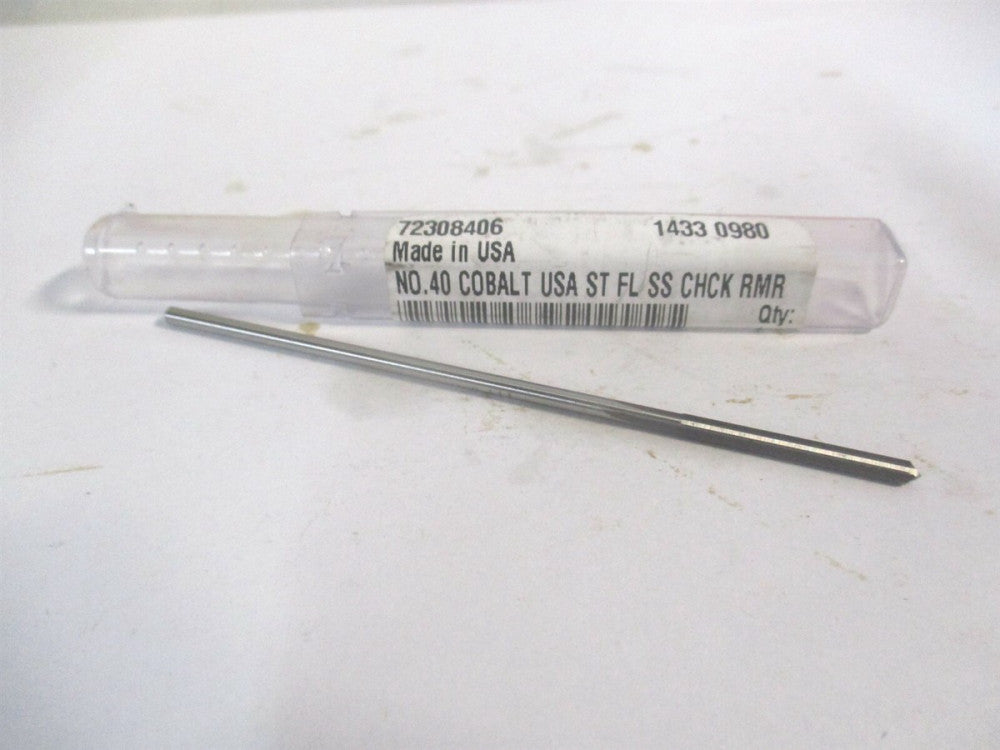 72308406 1433 0980
Made in USA
NO.40 COBALT USA ST FL SS CHCK RMR
Qty: